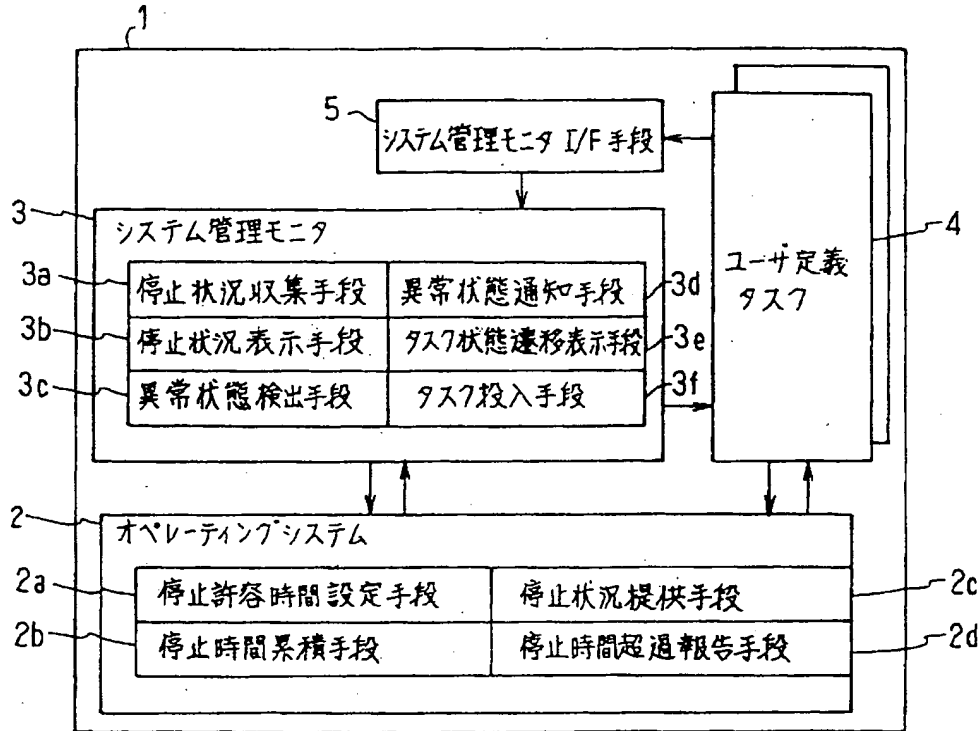 1
5
システム管理モニタ I/F 手段
3
システム管理モニタ
4
ユーザ定義
タスク
3a
停止状況収集手段
異常状態通知手段
3d
3b
停止状況表示手段
タスク状態遷移表示手段
3e
3c
異常状態検出手段
タスク投入手段
3f
2
オペレーティングシステム
2a
停止許容時間設定手段
停止状況提供手段
2c
2b
停止時間累積手段
停止時間超過報告手段
2d